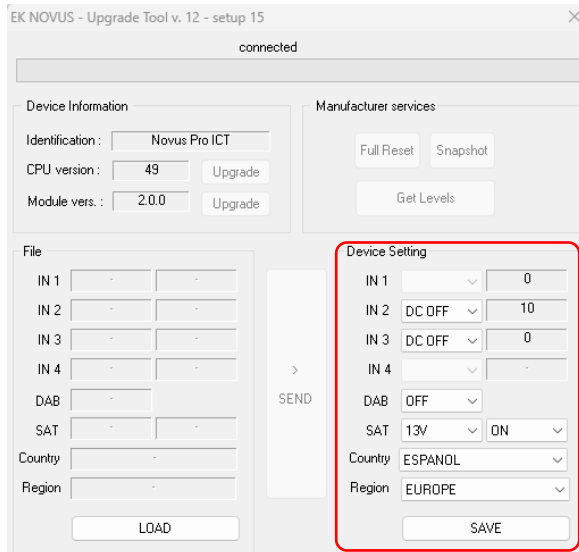 EK NOVUS - Upgrade Tool v. 12 - setup 15
connected
Device Information
Identification : Novus Pro ICT
CPU version : 49 Upgrade
Module vers. : 2.0.0 Upgrade
Manufacturer services
Full Reset Snapshot
Get Levels
File
IN 1 - -
IN 2 - -
IN 3 - -
IN 4 - -
DAB -
SAT - -
Country -
Region -
LOAD
>
SEND
Device Setting
IN 1 0
IN 2 DC OFF 10
IN 3 DC OFF 0
IN 4 -
DAB OFF
SAT 13V ON
Country ESPANOL
Region EUROPE
SAVE